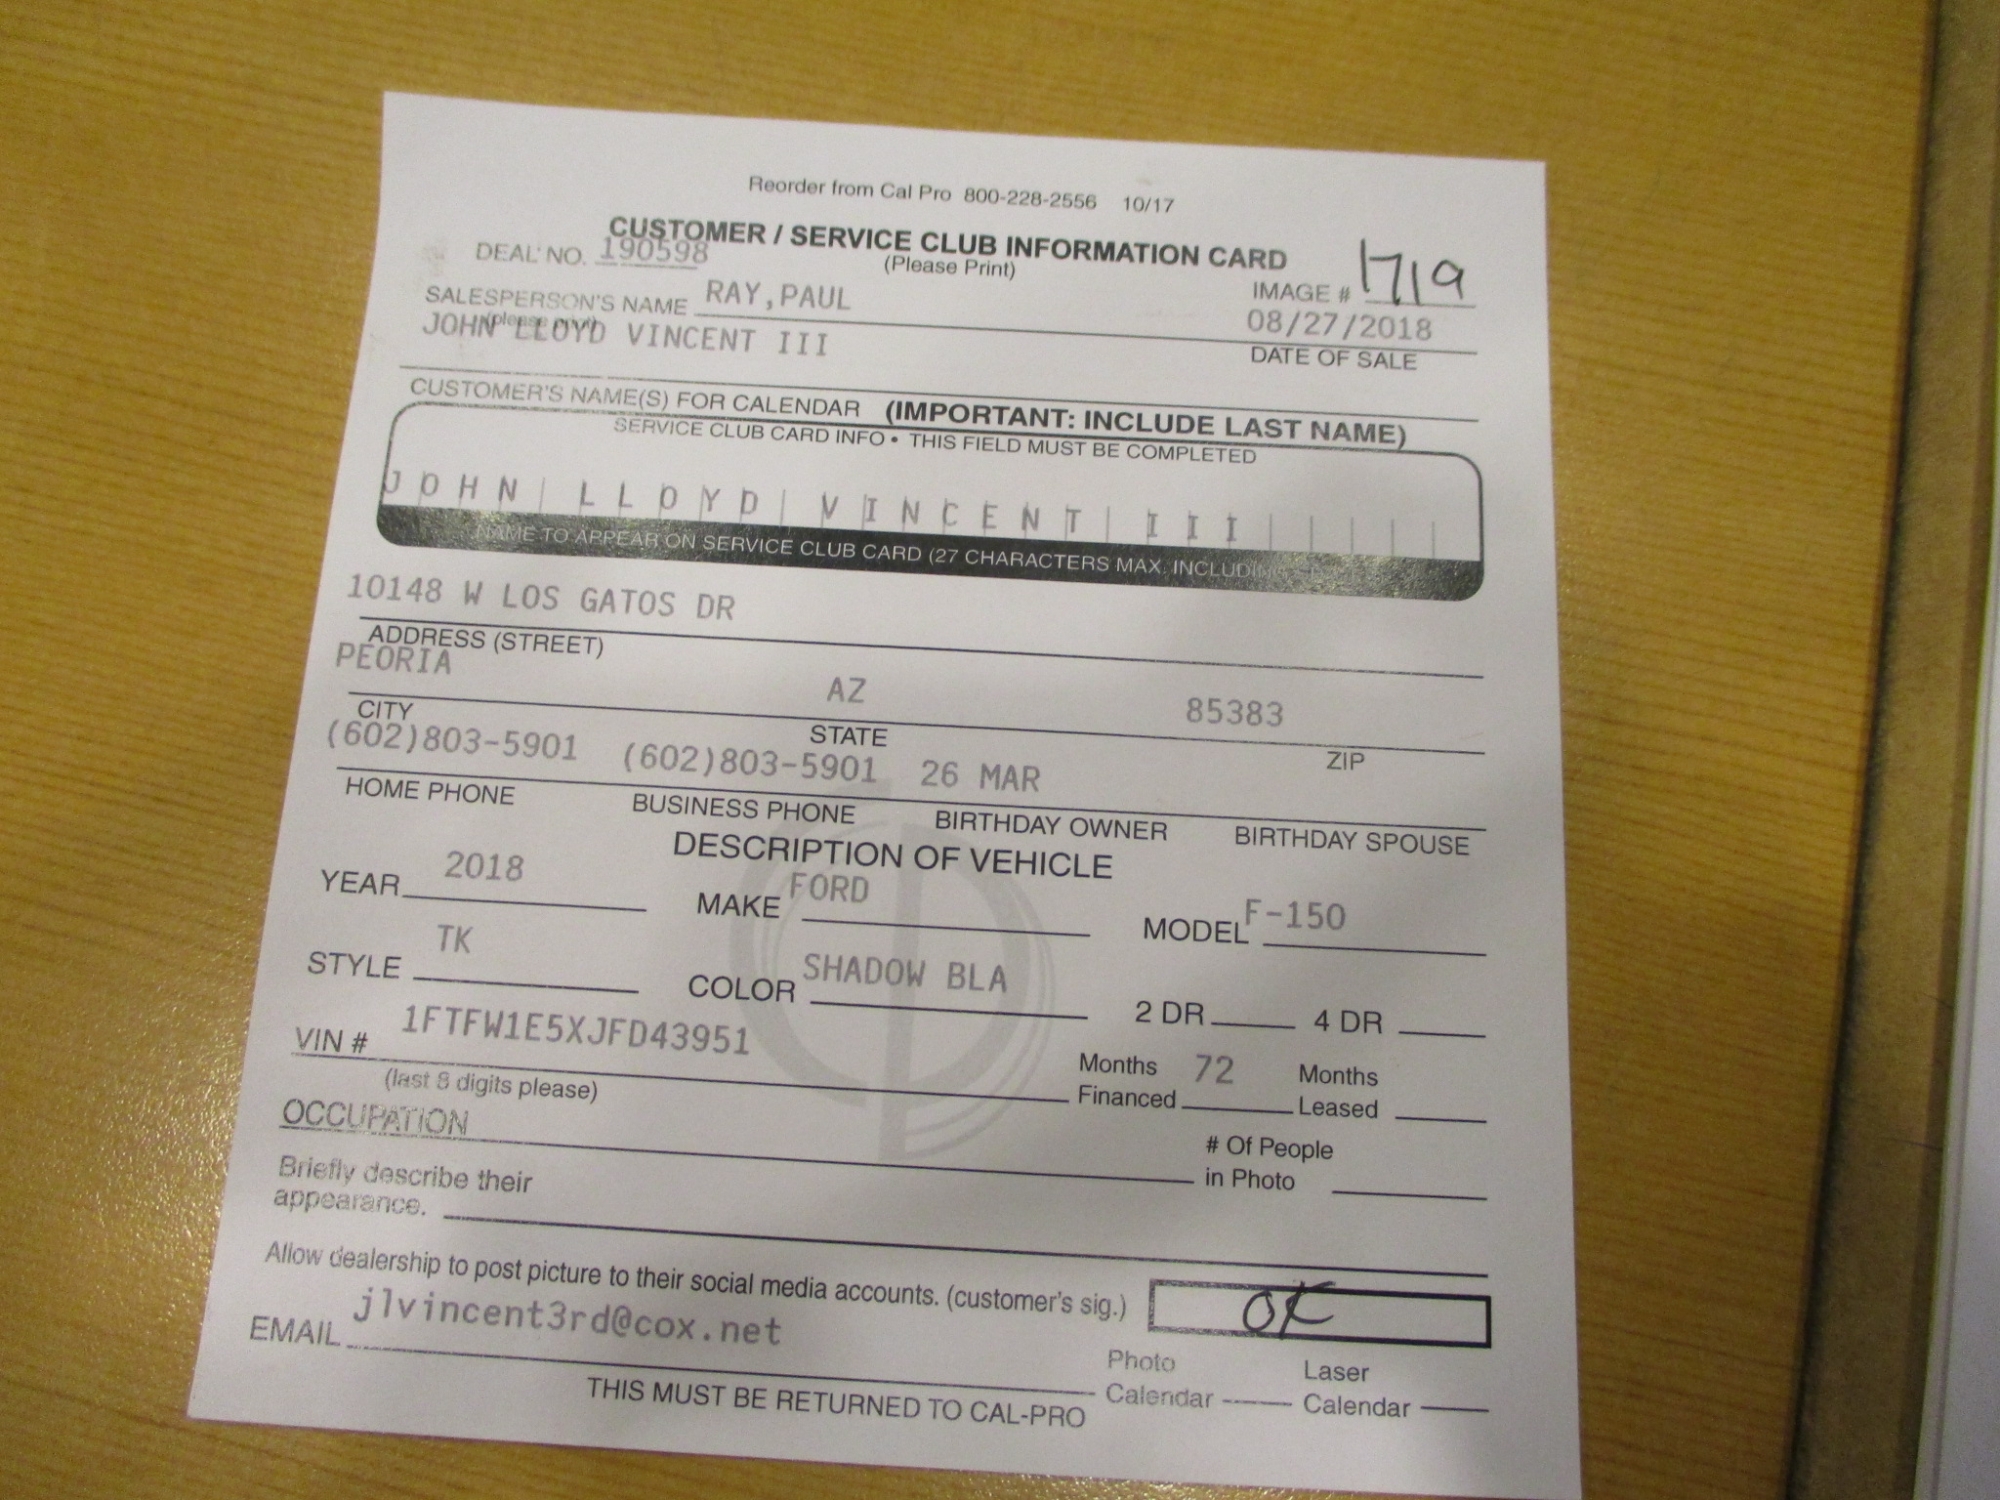 Reorder from Cal Pro 800-228-2556 10/17
CUSTOMER / SERVICE CLUB INFORMATION CARD
DEAL NO. 190598 (Please Print)
IMAGE # 1719
SALESPERSON'S NAME RAY,PAUL
(please print)
08/27/2018
JOHN LLOYD VINCENT III
DATE OF SALE
CUSTOMER'S NAME(S) FOR CALENDAR (IMPORTANT: INCLUDE LAST NAME)
SERVICE CLUB CARD INFO • THIS FIELD MUST BE COMPLETED
JOHN LLOYD VINCENT III
NAME TO APPEAR ON SERVICE CLUB CARD (27 CHARACTERS MAX. INCLUDING
10148 W LOS GATOS DR
ADDRESS (STREET)
PEORIA AZ 85383
CITY STATE ZIP
(602)803-5901 (602)803-5901 26 MAR
HOME PHONE BUSINESS PHONE BIRTHDAY OWNER BIRTHDAY SPOUSE
DESCRIPTION OF VEHICLE
YEAR 2018 MAKE FORD MODEL F-150
STYLE TK COLOR SHADOW BLA 2 DR 4 DR
VIN # 1FTFW1E5XJFD43951
(last 8 digits please)
Months Financed 72 Months Leased
OCCUPATION
# Of People in Photo
Briefly describe their
appearance.
Allow dealership to post picture to their social media accounts. (customer's sig.) OK
EMAIL jlvincent3rd@cox.net
Photo Calendar Laser Calendar
THIS MUST BE RETURNED TO CAL-PRO